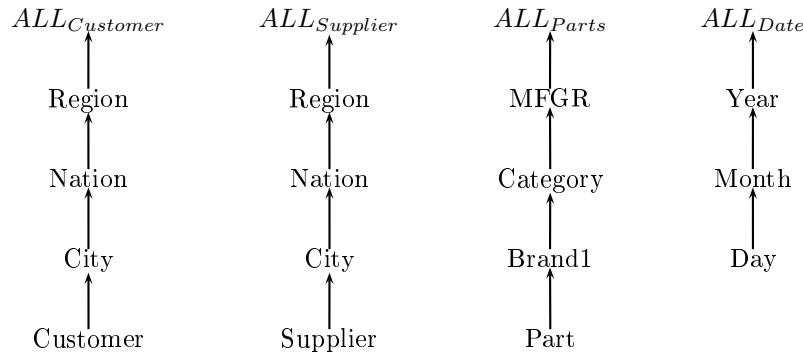 ALL_Customer ALL_Supplier ALL_Parts ALL_Date
Region Region MFGR Year
Nation Nation Category Month
City City Brand1 Day
Customer Supplier Part